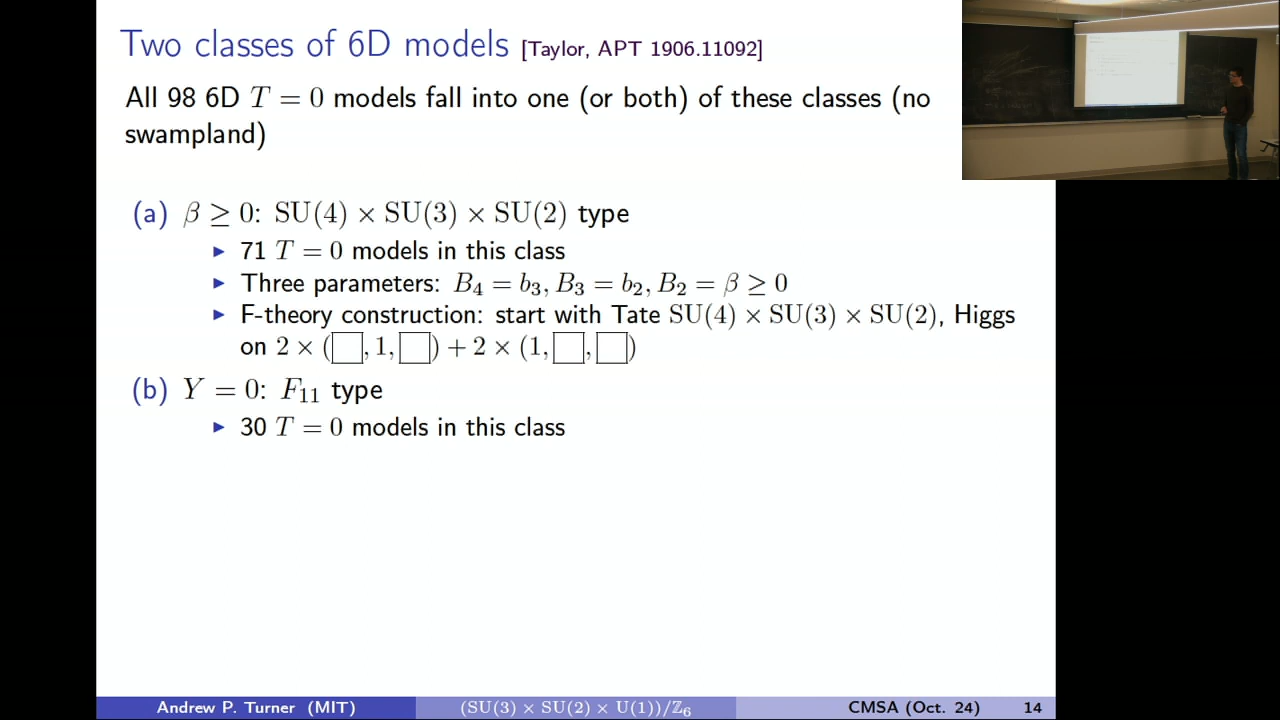 Two classes of 6D models [Taylor, APT 1906.11092]
All 98 6D T = 0 models fall into one (or both) of these classes (no
swampland)
(a) β ≥ 0: SU(4) × SU(3) × SU(2) type
▶ 71 T = 0 models in this class
▶ Three parameters: B₄ = b₃, B₃ = b₂, B₂ = β ≥ 0
▶ F-theory construction: start with Tate SU(4) × SU(3) × SU(2), Higgs
on 2 × (□, 1, □) + 2 × (1, □, □)
(b) Y = 0: F₁₁ type
▶ 30 T = 0 models in this class
Andrew P. Turner (MIT) (SU(3) × SU(2) × U(1))/ℤ₆ CMSA (Oct. 24) 14